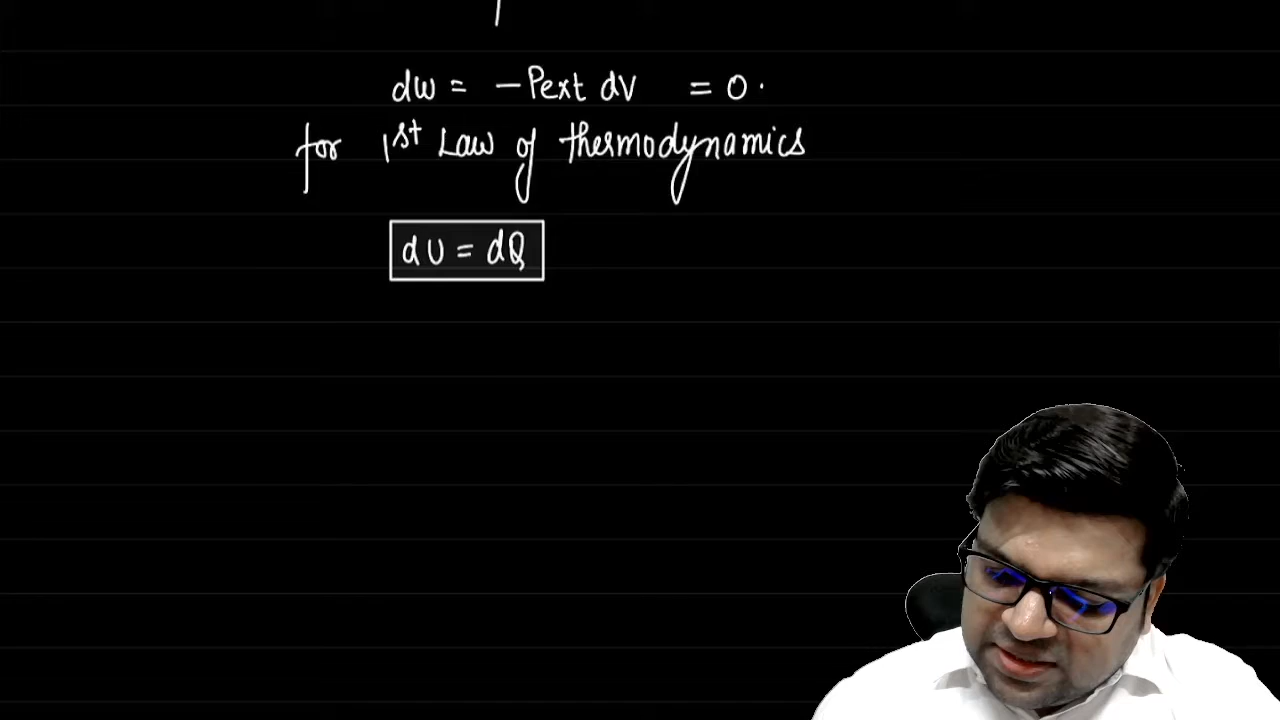 dw = -Pext dV = 0.
for 1st Law of thermodynamics
dU = dQ